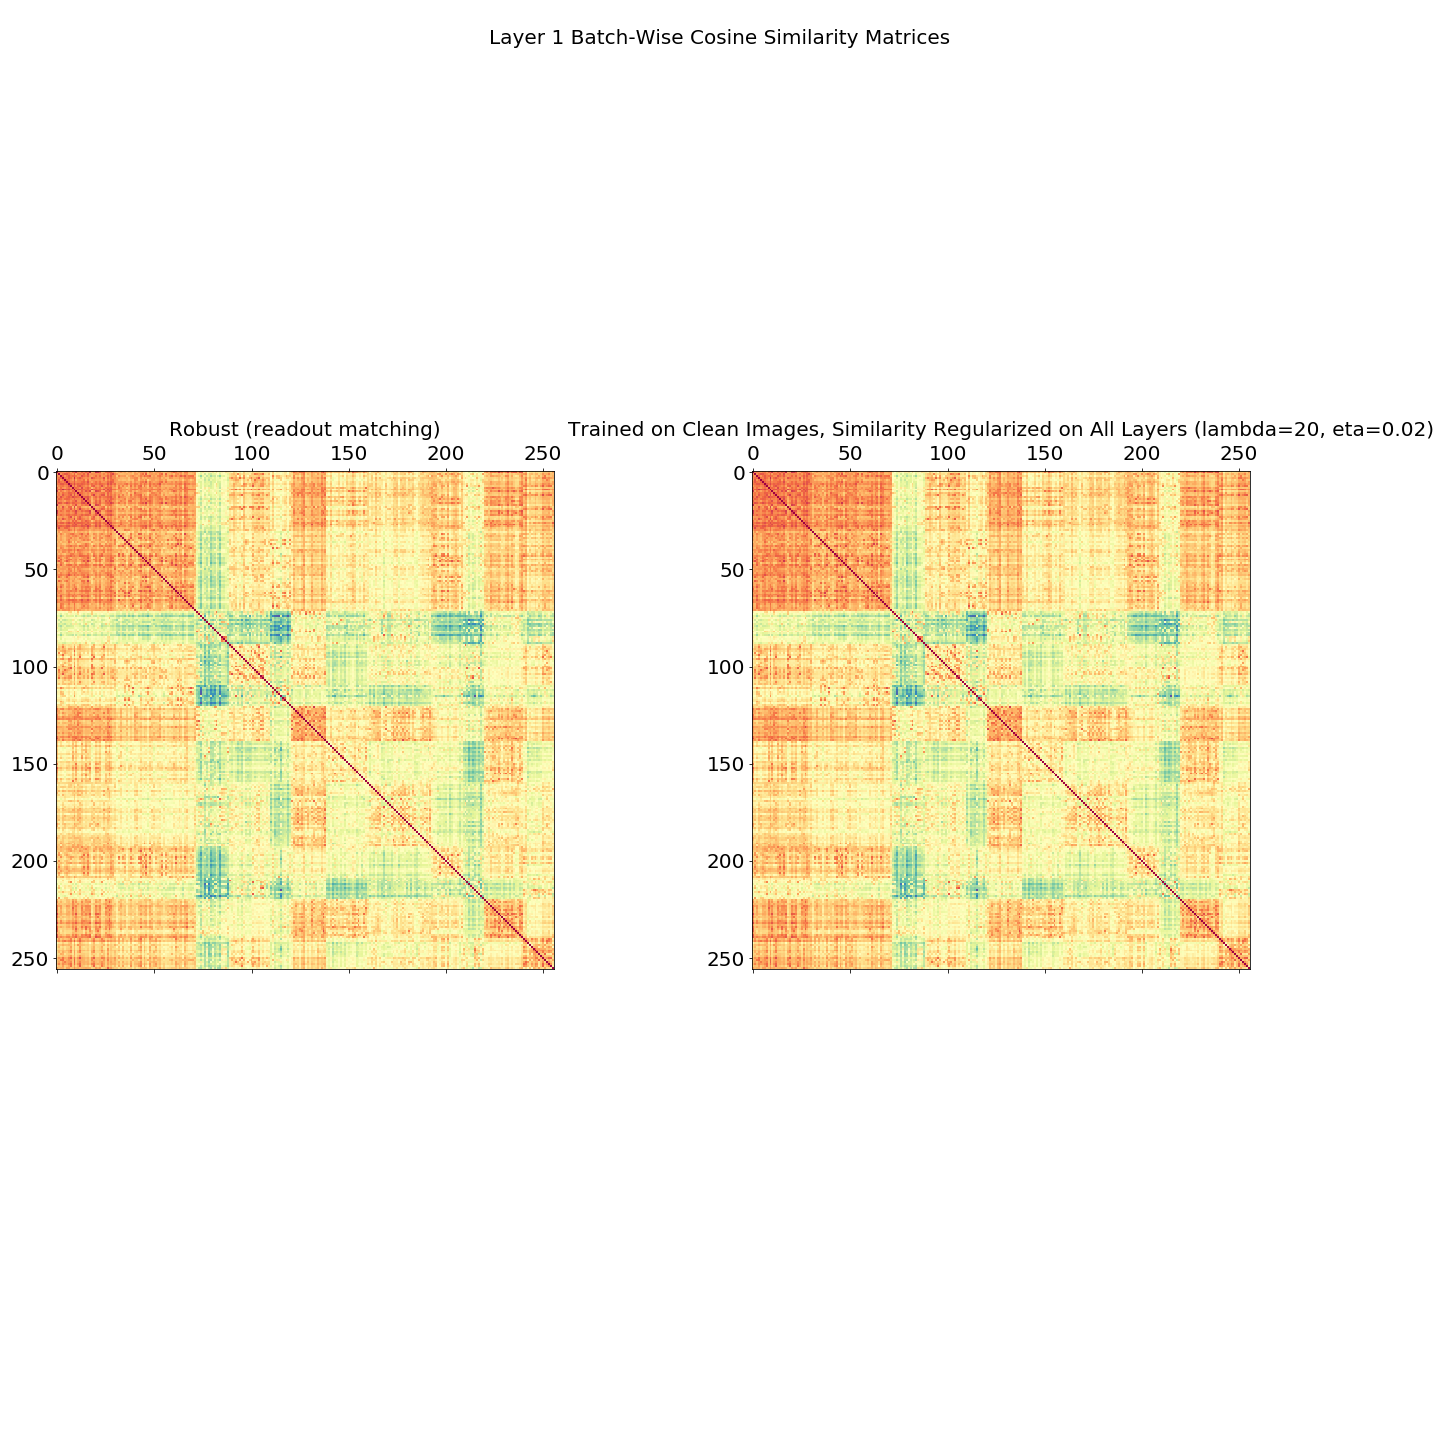 Layer 1 Batch-Wise Cosine Similarity Matrices
Robust (readout matching)
Trained on Clean Images, Similarity Regularized on All Layers (lambda=20, eta=0.02)
0 50 100 150 200 250
0 50 100 150 200 250
0
50
100
150
200
250
0
50
100
150
200
250